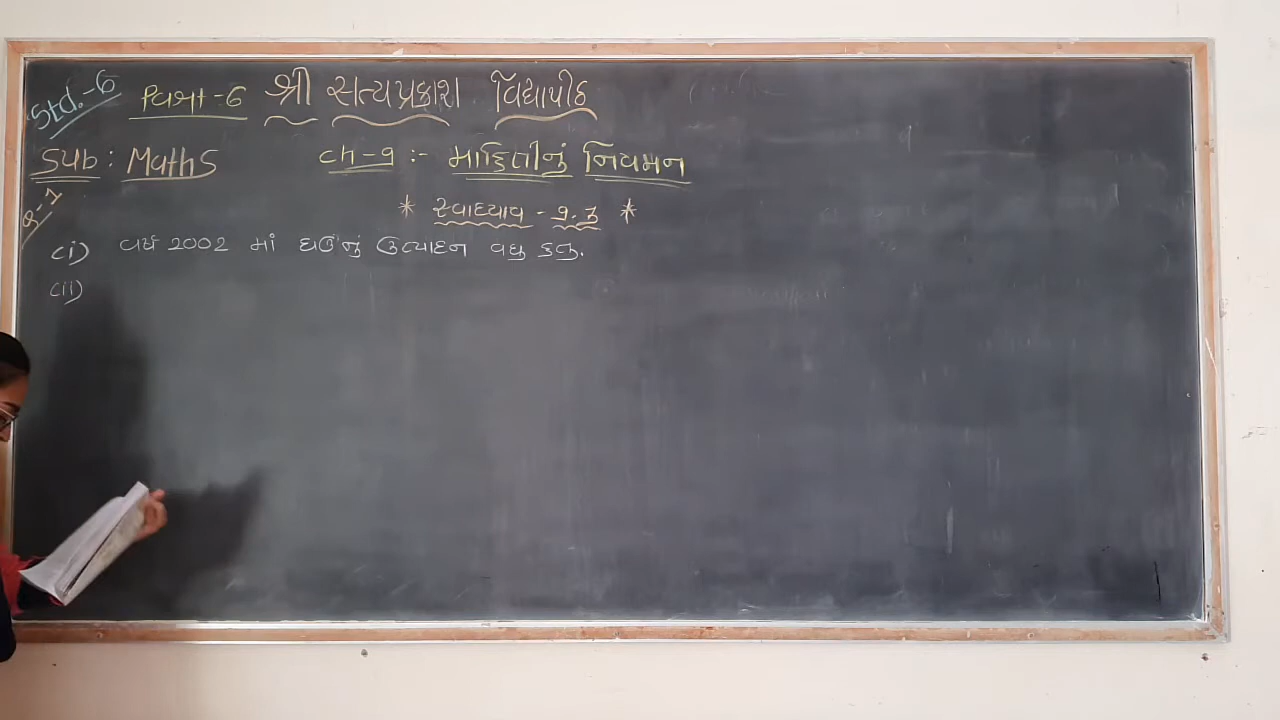 Std.-6 વિભાગ-6 શ્રી સત્યપ્રકાશ વિદ્યાપીઠ
Sub : Maths ch-9 :- માહિતીનું નિયમન
* સ્વાધ્યાય - 9.3 *
Q-1
(i) વર્ષ 2002 માં ઘઉંનું ઉત્પાદન વધુ હતુ.
(ii)